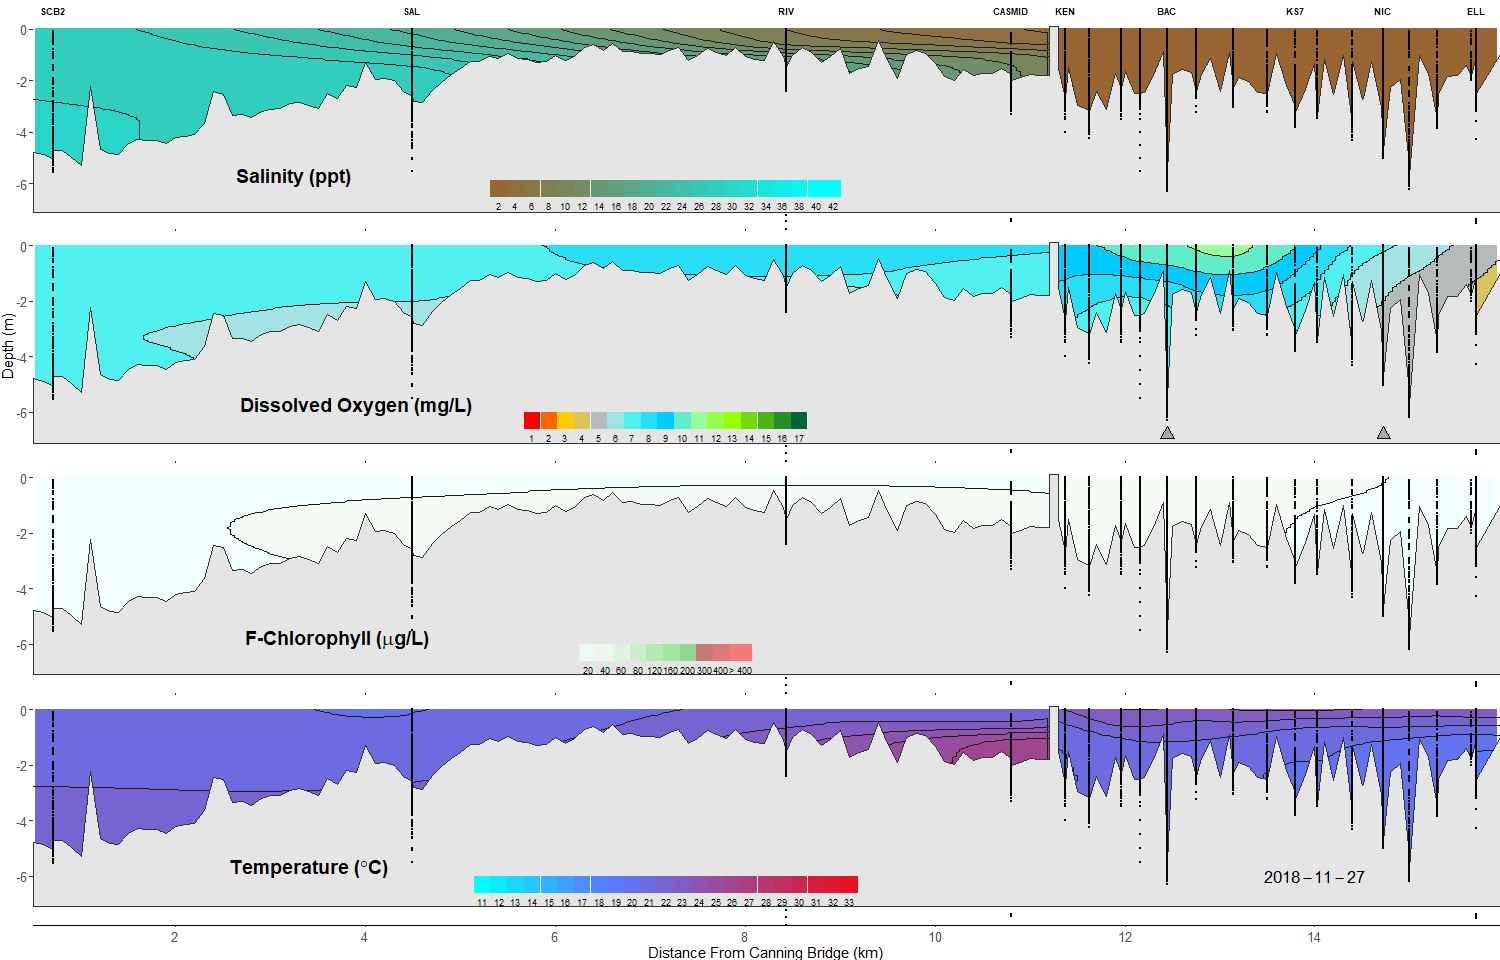 SCB2 SAL RIV CASMID KEN BAC KS7 NIC ELL
0
-2
-4
-6
Salinity (ppt)
2 4 6 8 10 12 14 16 18 20 22 24 26 28 30 32 34 36 38 40 42
0
-2
-4
-6
Depth (m)
Dissolved Oxygen (mg/L)
1 2 3 4 5 6 7 8 9 10 11 12 13 14 15 16 17
0
-2
-4
-6
F-Chlorophyll (µg/L)
20 40 60 80 120 160 200 300 400 > 400
0
-2
-4
-6
Temperature (°C)
2018-11-27
11 12 13 14 15 16 17 18 19 20 21 22 23 24 25 26 27 28 29 30 31 32 33
2 4 6 8 10 12 14
Distance From Canning Bridge (km)